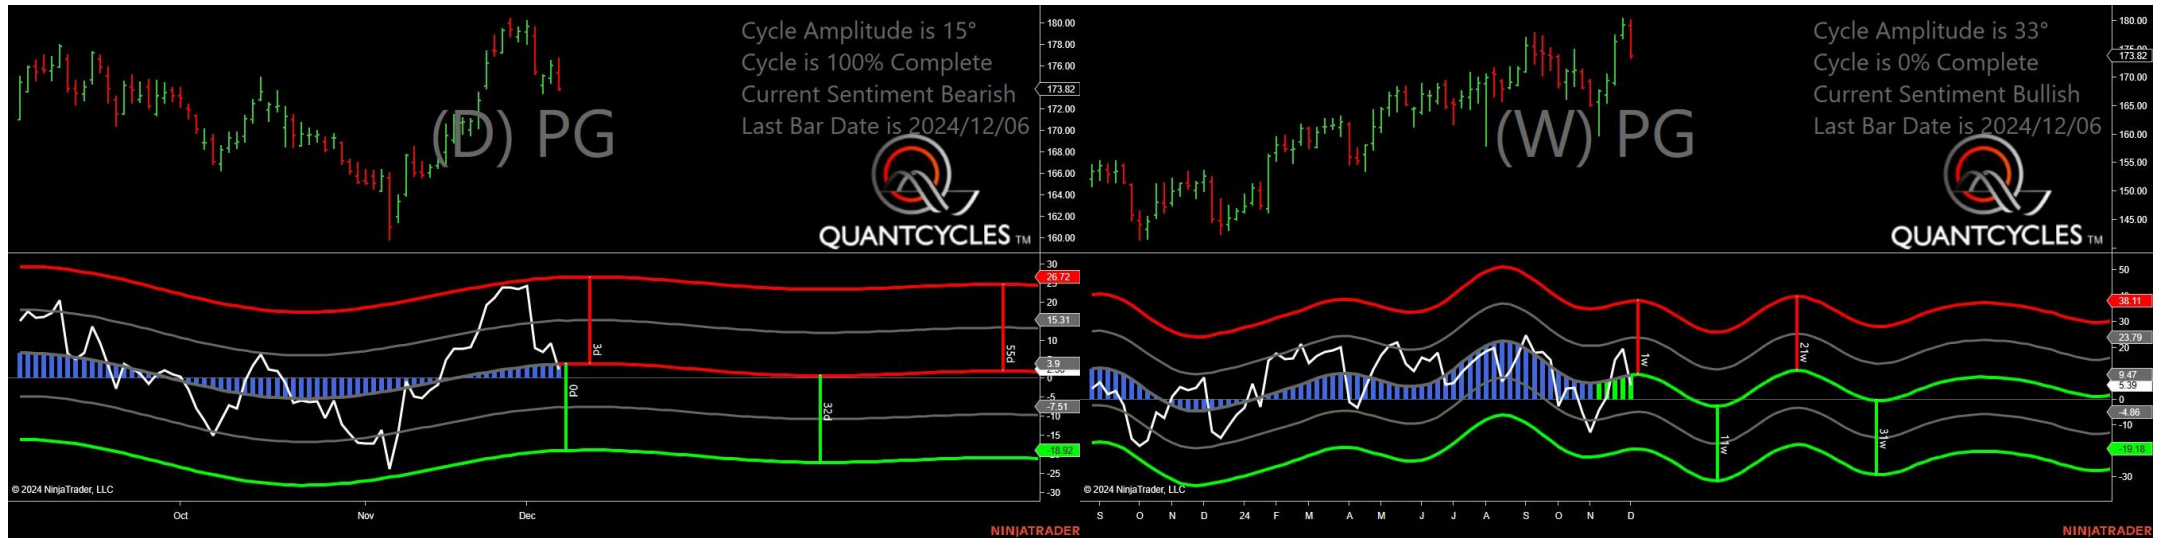 Cycle Amplitude is 15°
Cycle is 100% Complete
Current Sentiment Bearish
Last Bar Date is 2024/12/06
(D) PG
QUANTCYCLES TM
180.00
178.00
176.00
173.82
172.00
170.00
168.00
166.00
164.00
162.00
160.00
30
26.72
20
15.31
10
3.9
0
-5
-7.51
-10
-15
-18.92
-25
-30
3d
0d
32d
55d
© 2024 NinjaTrader, LLC
Oct
Nov
Dec
NINJATRADER
Cycle Amplitude is 33°
Cycle is 0% Complete
Current Sentiment Bullish
Last Bar Date is 2024/12/06
(W) PG
QUANTCYCLES TM
180.00
173.82
170.00
165.00
160.00
155.00
150.00
145.00
50
38.11
30
23.79
20
9.47
5.39
0
-4.86
-10
-19.18
-30
1w
11w
21w
31w
© 2024 NinjaTrader, LLC
S O N D 24 F M A M J J A S O N D
NINJATRADER